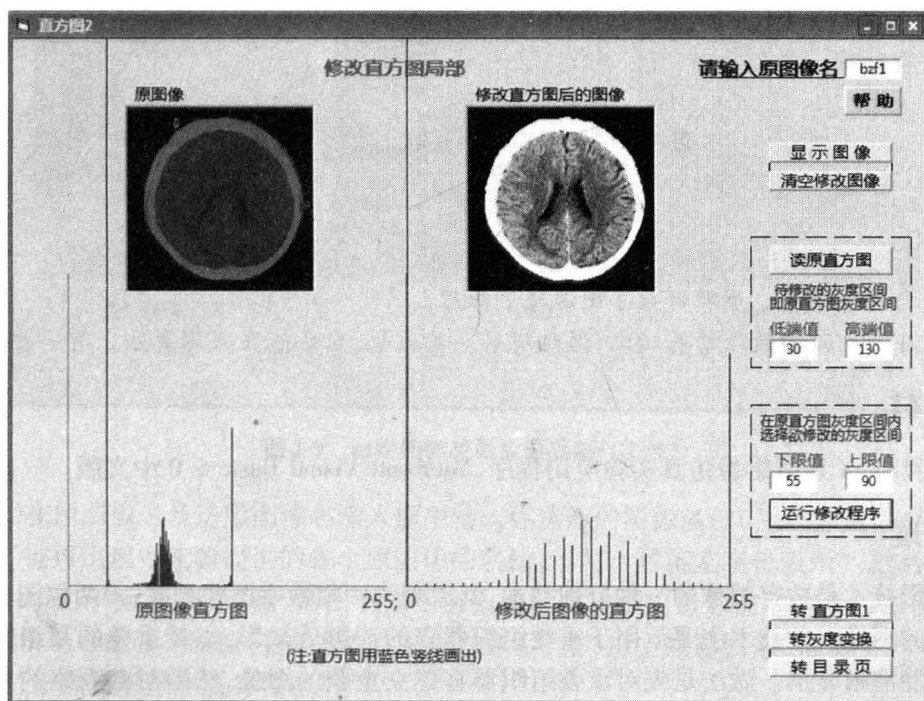 直方图2
修改直方图局部
请输入原图像名 bzf1
帮 助
原图像
修改直方图后的图像
显 示 图 像
清空修改图像
读原直方图
待修改的灰度区间
即原直方图灰度区间
低端值 高端值
30 130
在原直方图灰度区间内
选择欲修改的灰度区间
下限值 上限值
55 90
运行修改程序
0 255; 0 255
原图像直方图 修改后图像的直方图
转 直方图1
转灰度变换
转 目 录 页
(注:直方图用蓝色竖线画出)